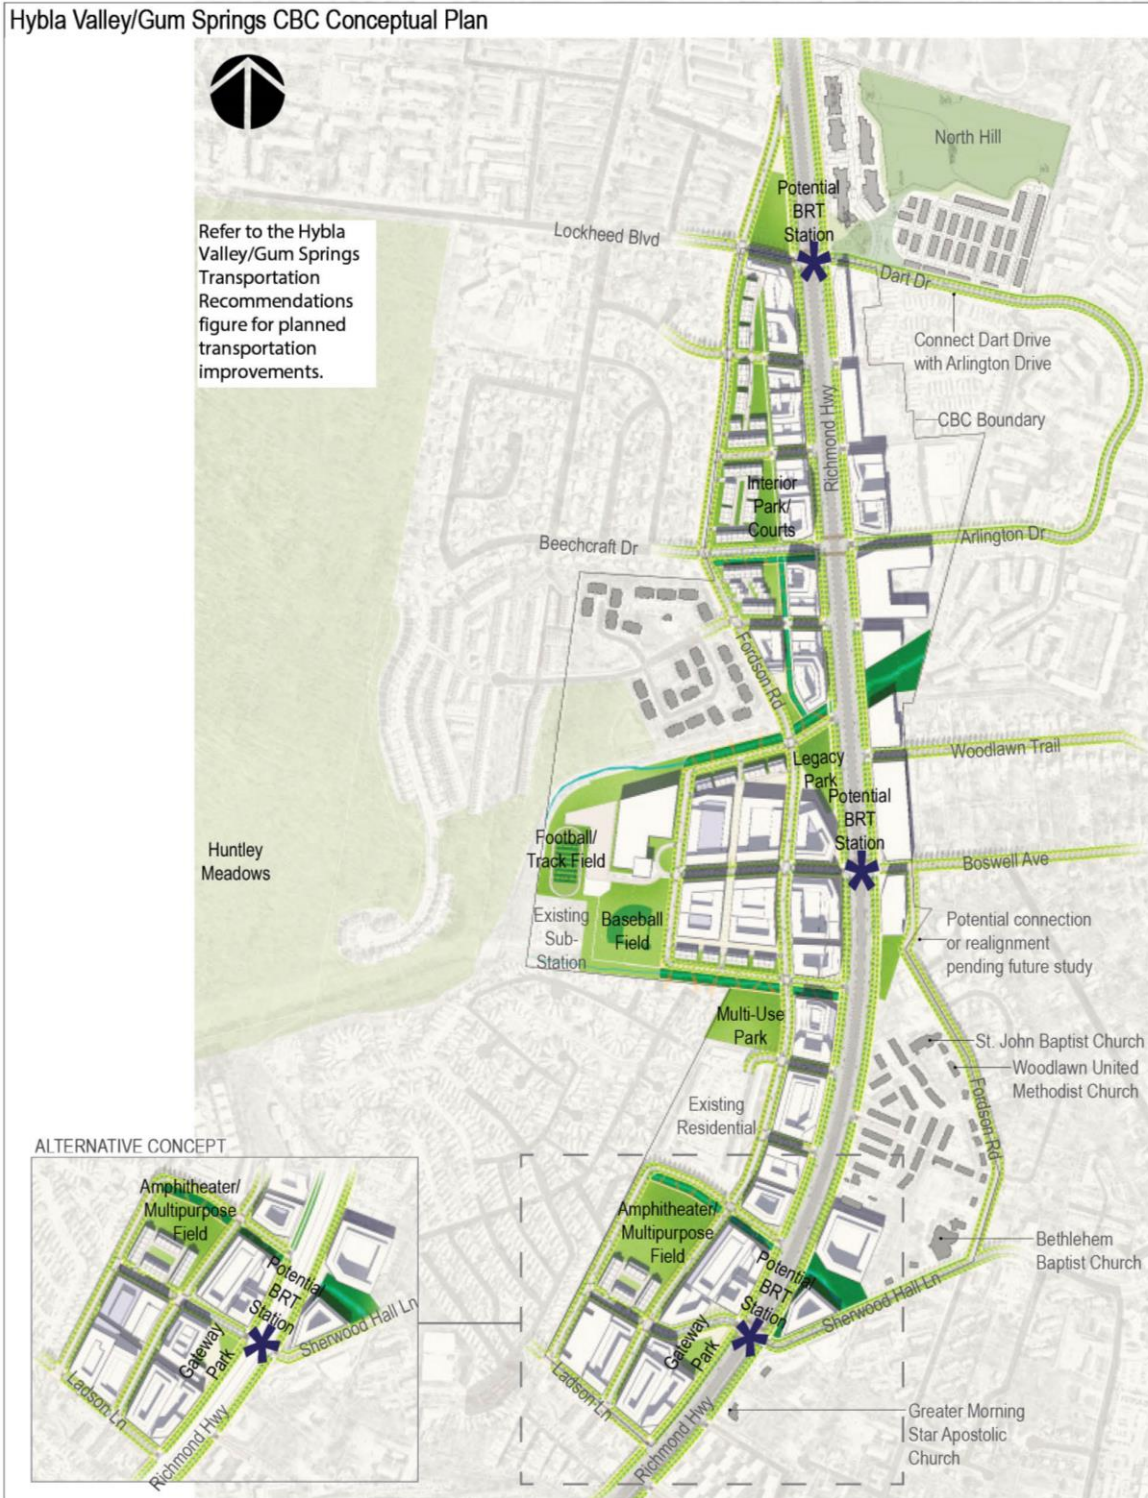 Hybla Valley/Gum Springs CBC Conceptual Plan
North Hill
Potential
BRT
Station
Refer to the Hybla
Valley/Gum Springs
Transportation
Recommendations
figure for planned
transportation
improvements.
Lockheed Blvd
Dart Dr
Connect Dart Drive
with Arlington Drive
Richmond Hwy
CBC Boundary
Interior
Park/
Courts
Beechcraft Dr
Arlington Dr
Fordson Rd
Woodlawn Trail
Legacy
Park
Potential
BRT
Station
Huntley
Meadows
Football/
Track Field
Boswell Ave
Existing
Sub-
Station
Baseball
Field
Potential connection
or realignment
pending future study
Multi-Use
Park
St. John Baptist Church
Woodlawn United
Methodist Church
Fordson Rd
Existing
Residential
ALTERNATIVE CONCEPT
Amphitheater/
Multipurpose
Field
Potential
BRT
Station
Sherwood Hall Ln
Gateway
Park
Ladson Ln
Richmond Hwy
Amphitheater/
Multipurpose
Field
Bethlehem
Baptist Church
Potential
BRT
Station
Sherwood Hall Ln
Gateway
Park
Ladson Ln
Richmond Hwy
Greater Morning
Star Apostolic
Church